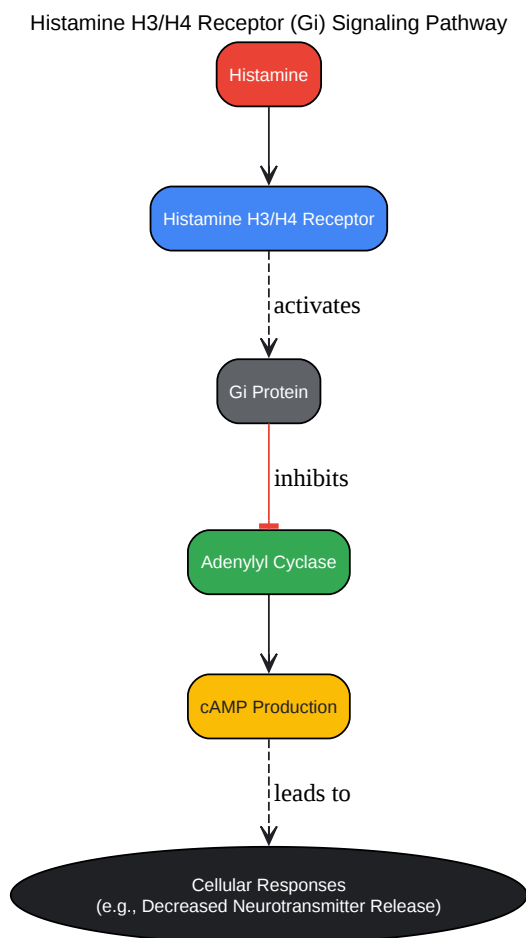 Histamine H3/H4 Receptor (Gi) Signaling Pathway
Histamine
Histamine H3/H4 Receptor
activates
Gi Protein
inhibits
Adenylyl Cyclase
cAMP Production
leads to
Cellular Responses
(e.g., Decreased Neurotransmitter Release)